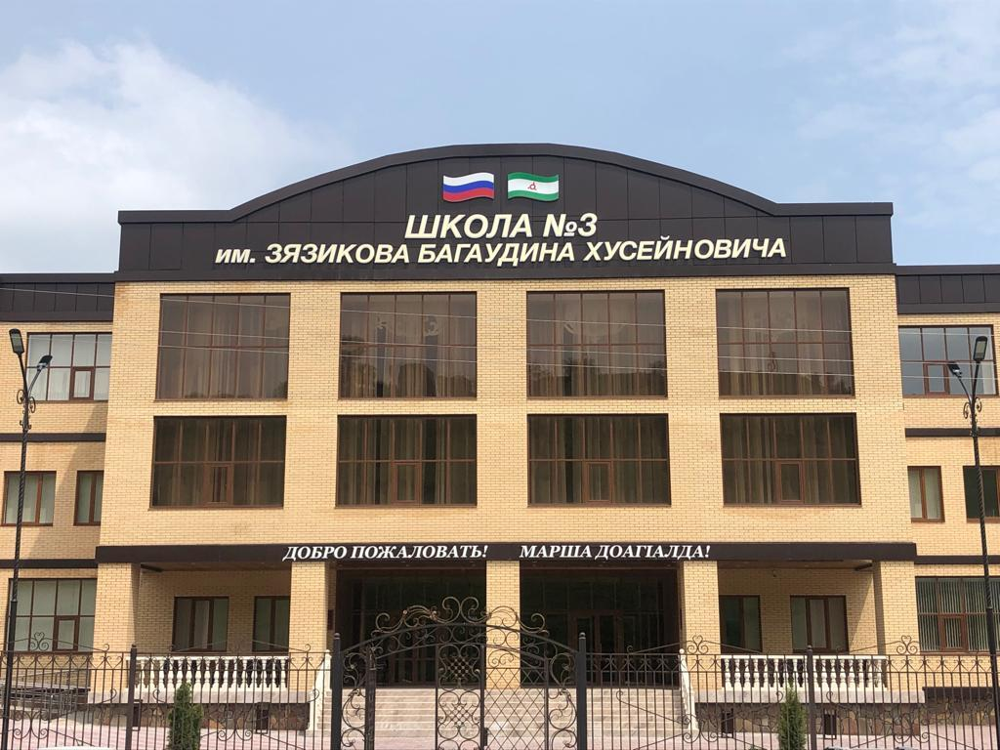 ШКОЛА №3
им. ЗЯЗИКОВА БАГАУДИНА ХУСЕЙНОВИЧА
ДОБРО ПОЖАЛОВАТЬ! МАРША ДОАГIАЛДА!